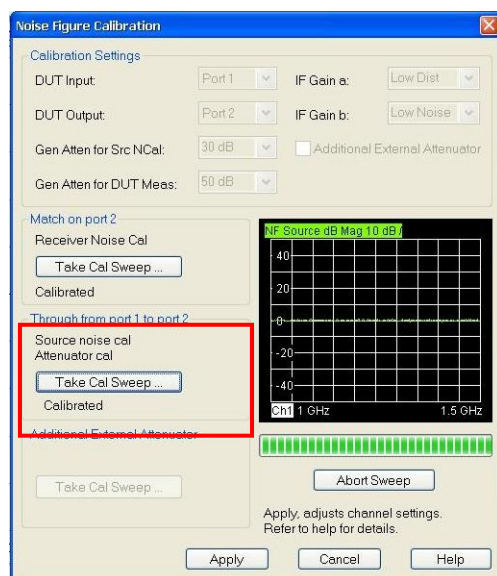 Noise Figure Calibration
Calibration Settings
DUT Input: Port 1 IF Gain a: Low Dist
DUT Output: Port 2 IF Gain b: Low Noise
Gen Atten for Src NCal: 30 dB Additional External Attenuator
Gen Atten for DUT Meas: 50 dB
Match on port 2
Receiver Noise Cal
Take Cal Sweep ...
Calibrated
Through from port 1 to port 2
Source noise cal
Attenuator cal
Take Cal Sweep ...
Calibrated
Additional External Attenuator
Take Cal Sweep ...
NF Source dB Mag 10 dB /
40
20
0
-20
-40
Ch1 1 GHz 1.5 GHz
Abort Sweep
Apply, adjusts channel settings.
Refer to help for details.
Apply Cancel Help